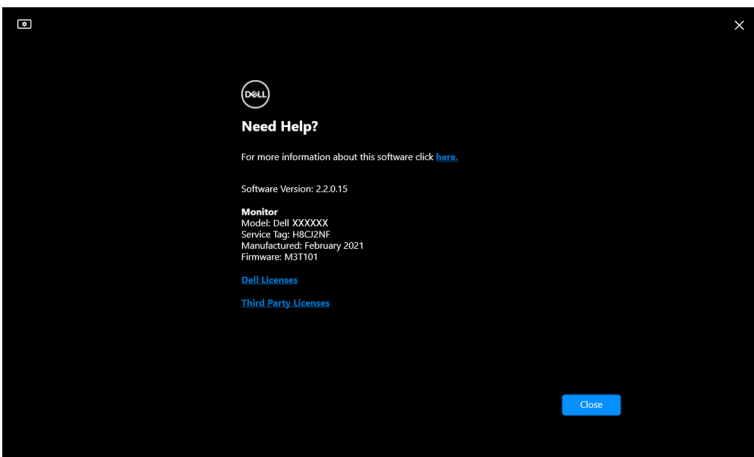 DELL
Need Help?
For more information about this software click here.
Software Version: 2.2.0.15
Monitor
Model: Dell XXXXXX
Service Tag: H8CJ2NF
Manufactured: February 2021
Firmware: M3T101
Dell Licenses
Third Party Licenses
Close